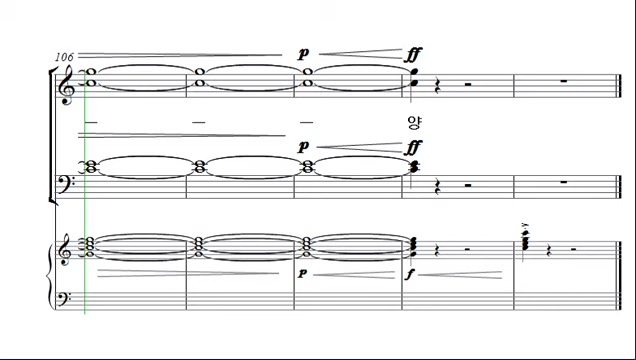 106
p ff
— — — 양
p ff
p f